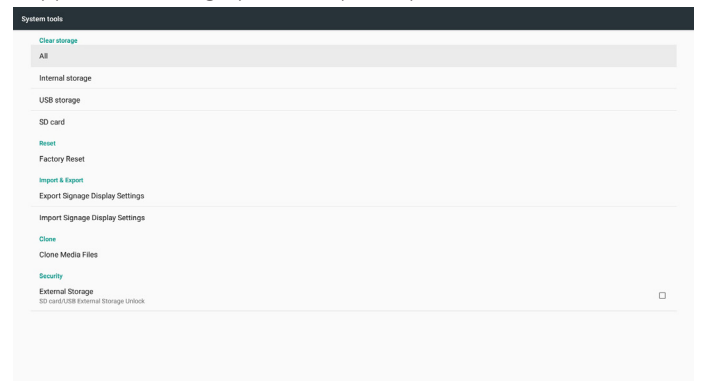 System tools
Clear storage
All
Internal storage
USB storage
SD card
Reset
Factory Reset
Import & Export
Export Signage Display Settings
Import Signage Display Settings
Clone
Clone Media Files
Security
External Storage
SD card/USB External Storage Unlock